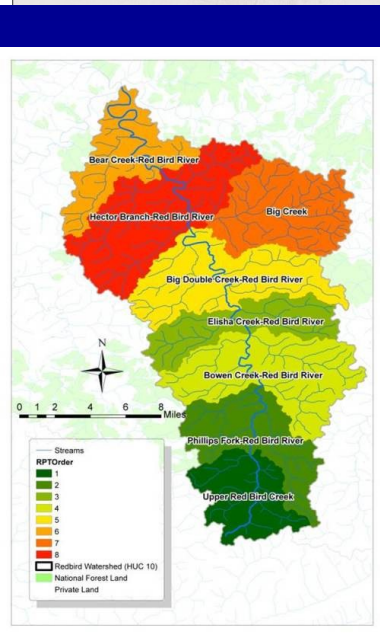 Bear Creek-Red Bird River
Big Creek
Hector Branch-Red Bird River
Big Double Creek-Red Bird River
Elisha Creek-Red Bird River
N
Bowen Creek-Red Bird River
0 1 2 4 6 8 Miles
Phillips Fork-Red Bird River
Upper Red Bird Creek
Streams
RPTOrder
1
2
3
4
5
6
7
8
Redbird Watershed (HUC 10)
National Forest Land
Private Land